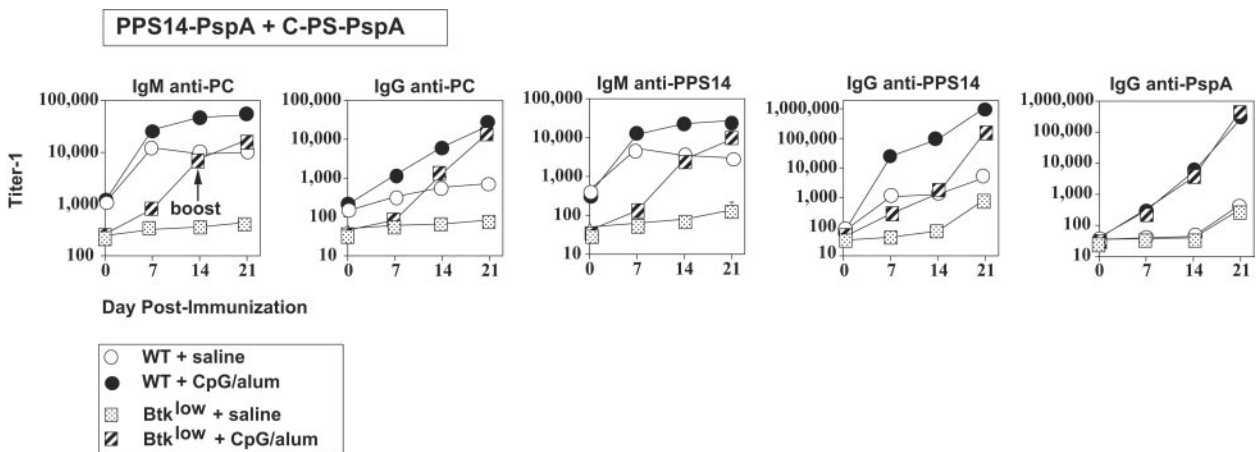 PPS14-PspA + C-PS-PspA
IgM anti-PC
IgG anti-PC
IgM anti-PPS14
IgG anti-PPS14
IgG anti-PspA
Titer-1
100,000
10,000
1,000
100
boost
0 7 14 21
100,000
10,000
1,000
100
10
0 7 14 21
100,000
10,000
1,000
100
10
0 7 14 21
1,000,000
100,000
10,000
1,000
100
10
0 7 14 21
1,000,000
100,000
10,000
1,000
100
10
0 7 14 21
Day Post-Immunization
WT + saline
WT + CpG/alum
Btk low + saline
Btk low + CpG/alum